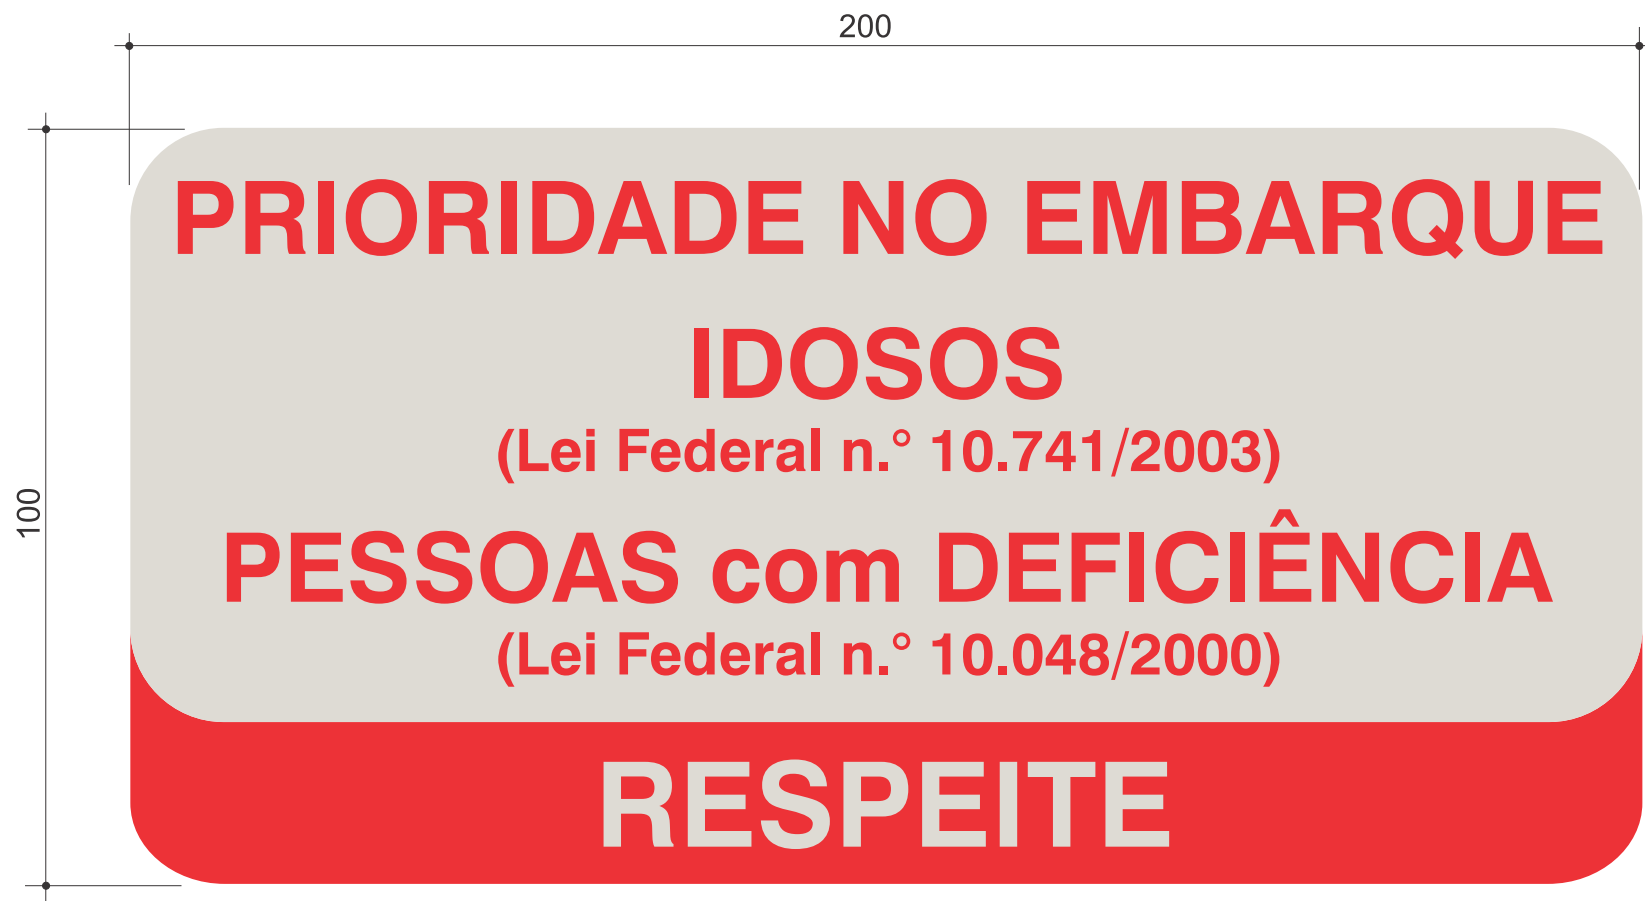 200
100
PRIORIDADE NO EMBARQUE
IDOSOS
(Lei Federal n.° 10.741/2003)
PESSOAS com DEFICIÊNCIA
(Lei Federal n.° 10.048/2000)
RESPEITE